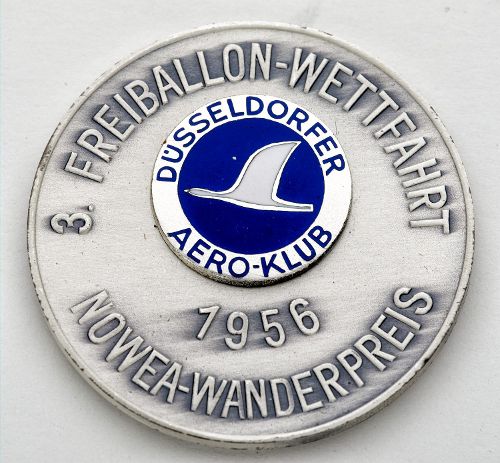 3. FREIBALLON-WETTFAHRT
DÜSSELDORFER
AERO-KLUB
1956
NOWEA-WANDERPREIS